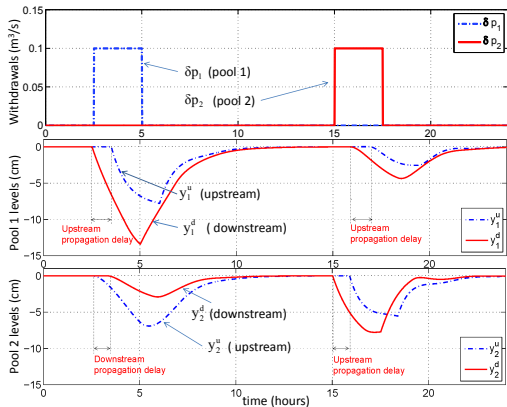 Withdrawals (m³/s)
0.15
0.1
0.05
0
δp₁ (pool 1)
δp₂ (pool 2)
δ p₁
δ p₂
0 5 10 15 20
Pool 1 levels (cm)
0
−5
−10
−15
y₁ᵘ (upstream)
y₁ᵈ ( downstream)
Upstream
propagation delay
Upstream
propagation delay
y₁ᵘ
y₁ᵈ
0 5 10 15 20
Pool 2 levels (cm)
0
−5
−10
−15
y₂ᵈ (downstream)
y₂ᵘ ( upstream)
Downstream
propagation delay
Upstream
propagation delay
y₂ᵘ
y₂ᵈ
0 5 10 15 20
time (hours)